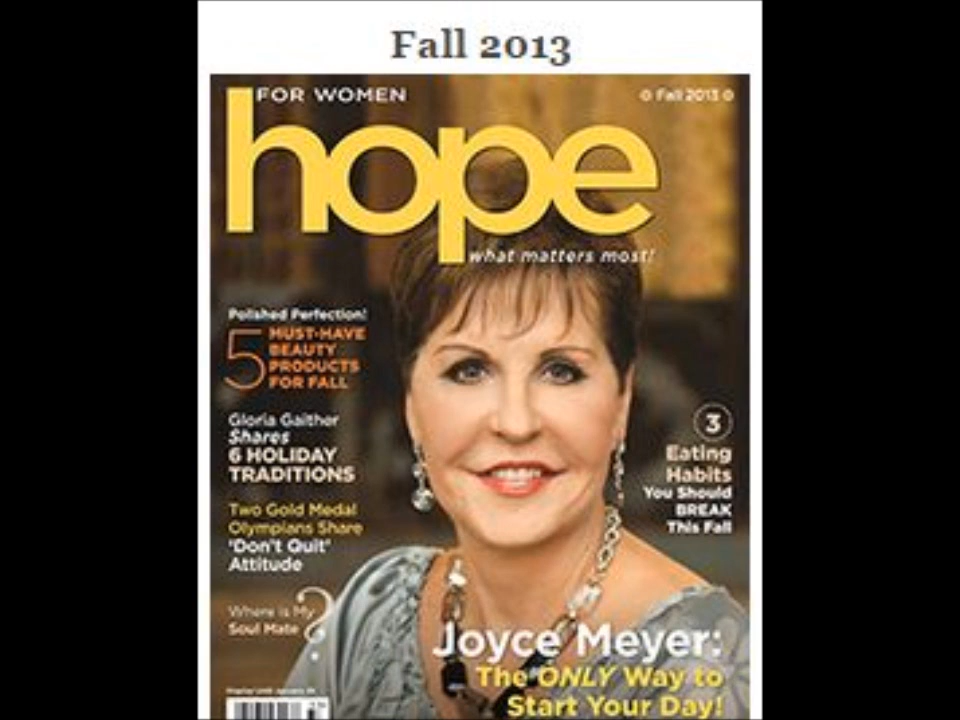 Fall 2013
FOR WOMEN
Fall 2013
hope
what matters most!
Polished Perfection!
5 MUST-HAVE
BEAUTY
PRODUCTS
FOR FALL
Gloria Gaither
Shares
6 HOLIDAY
TRADITIONS
Two Gold Medal
Olympians Share
'Don't Quit'
Attitude
Where is My
Soul Mate ?
3
Eating
Habits
You Should
BREAK
This Fall
Joyce Meyer:
The ONLY Way to
Start Your Day!